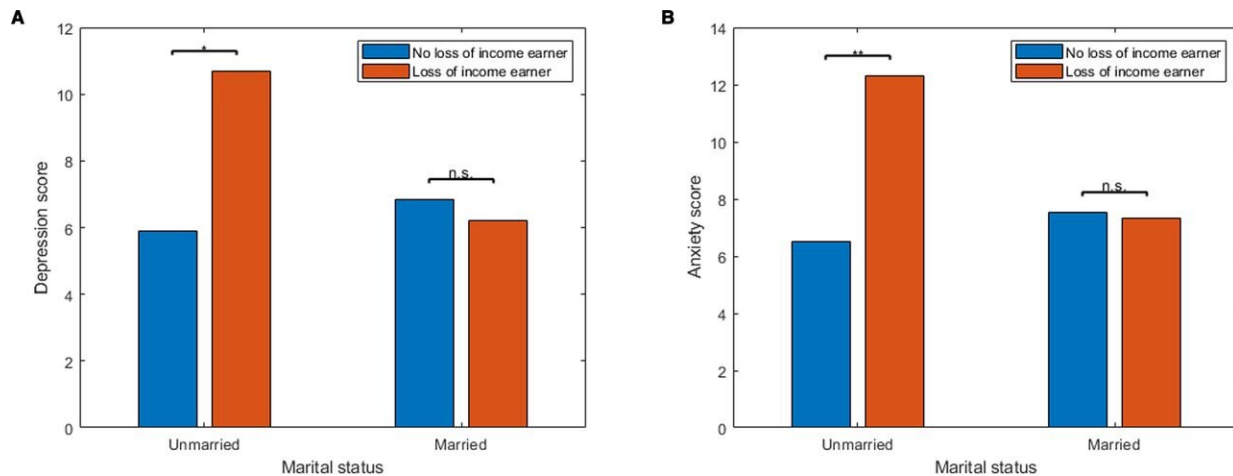 A
Depression score
12
10
8
6
4
2
0
*
n.s.
No loss of income earner
Loss of income earner
Unmarried
Married
Marital status
B
Anxiety score
14
12
10
8
6
4
2
0
**
n.s.
No loss of income earner
Loss of income earner
Unmarried
Married
Marital status